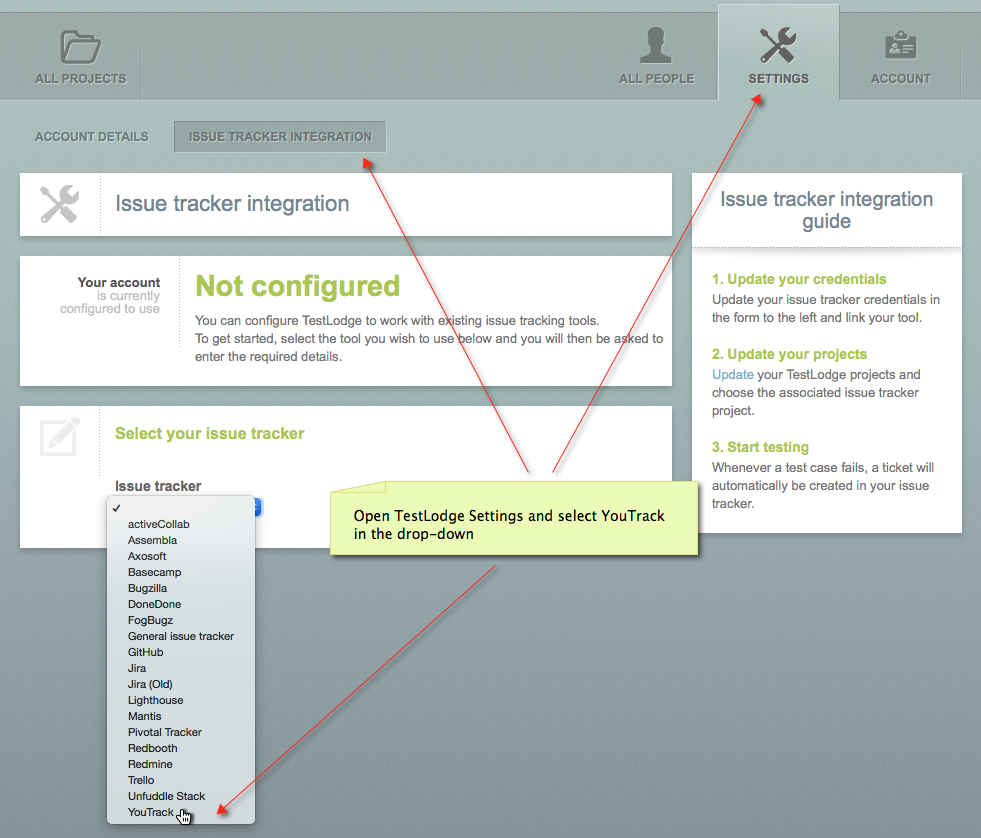 ALL PROJECTS
ALL PEOPLE
SETTINGS
ACCOUNT
ACCOUNT DETAILS
ISSUE TRACKER INTEGRATION
Issue tracker integration
Your account
is currently
configured to use
Not configured
You can configure TestLodge to work with existing issue tracking tools.
To get started, select the tool you wish to use below and you will then be asked to
enter the required details.
Select your issue tracker
Issue tracker
activeCollab
Assembla
Axosoft
Basecamp
Bugzilla
DoneDone
FogBugz
General issue tracker
GitHub
Jira
Jira (Old)
Lighthouse
Mantis
Pivotal Tracker
Redbooth
Redmine
Trello
Unfuddle Stack
YouTrack
Open TestLodge Settings and select YouTrack
in the drop-down
Issue tracker integration
guide
1. Update your credentials
Update your issue tracker credentials in
the form to the left and link your tool.
2. Update your projects
Update your TestLodge projects and
choose the associated issue tracker
project.
3. Start testing
Whenever a test case fails, a ticket will
automatically be created in your issue
tracker.